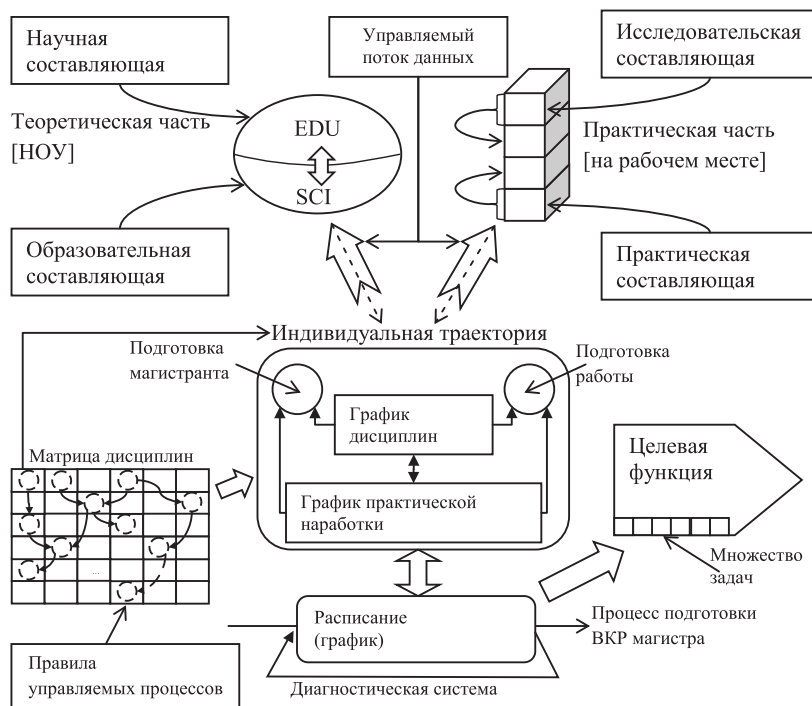 Научная
составляющая
Управляемый
поток данных
Исследовательская
составляющая
Теоретическая часть
[НОУ]
EDU
SCI
Практическая часть
[на рабочем месте]
Образовательная
составляющая
Практическая
составляющая
Индивидуальная траектория
Подготовка
магистранта
Подготовка
работы
График
дисциплин
Матрица дисциплин
График практической
наработки
Целевая
функция
...
Множество
задач
Расписание
(график)
Процесс подготовки
ВКР магистра
Правила
управляемых процессов
Диагностическая система